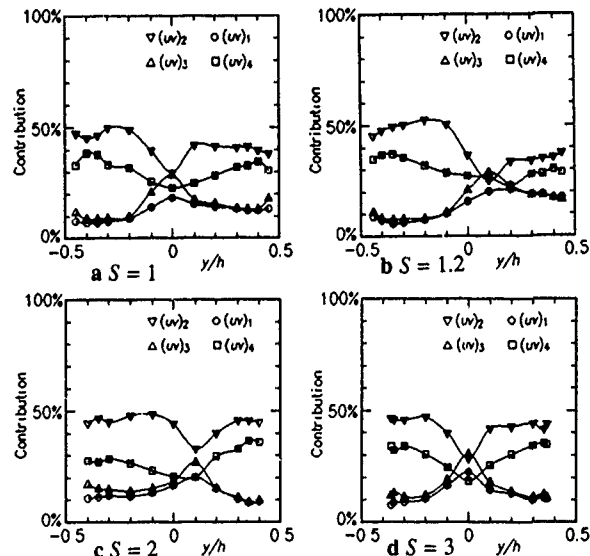 100%
▽(uv)₂ ○(uv)₁
△(uv)₃ □(uv)₄
Contribution
50%
0%
-0.5 0 y/h 0.5
a S = 1
100%
▽(uv)₂ ○(uv)₁
△(uv)₃ □(uv)₄
Contribution
50%
0%
-0.5 0 y/h 0.5
b S = 1.2
100%
▽(uv)₂ ○(uv)₁
△(uv)₃ □(uv)₄
Contribution
50%
0%
-0.5 0 y/h 0.5
c S = 2
100%
▽(uv)₂ ○(uv)₁
△(uv)₃ □(uv)₄
Contribution
50%
0%
-0.5 0 y/h 0.5
d S = 3